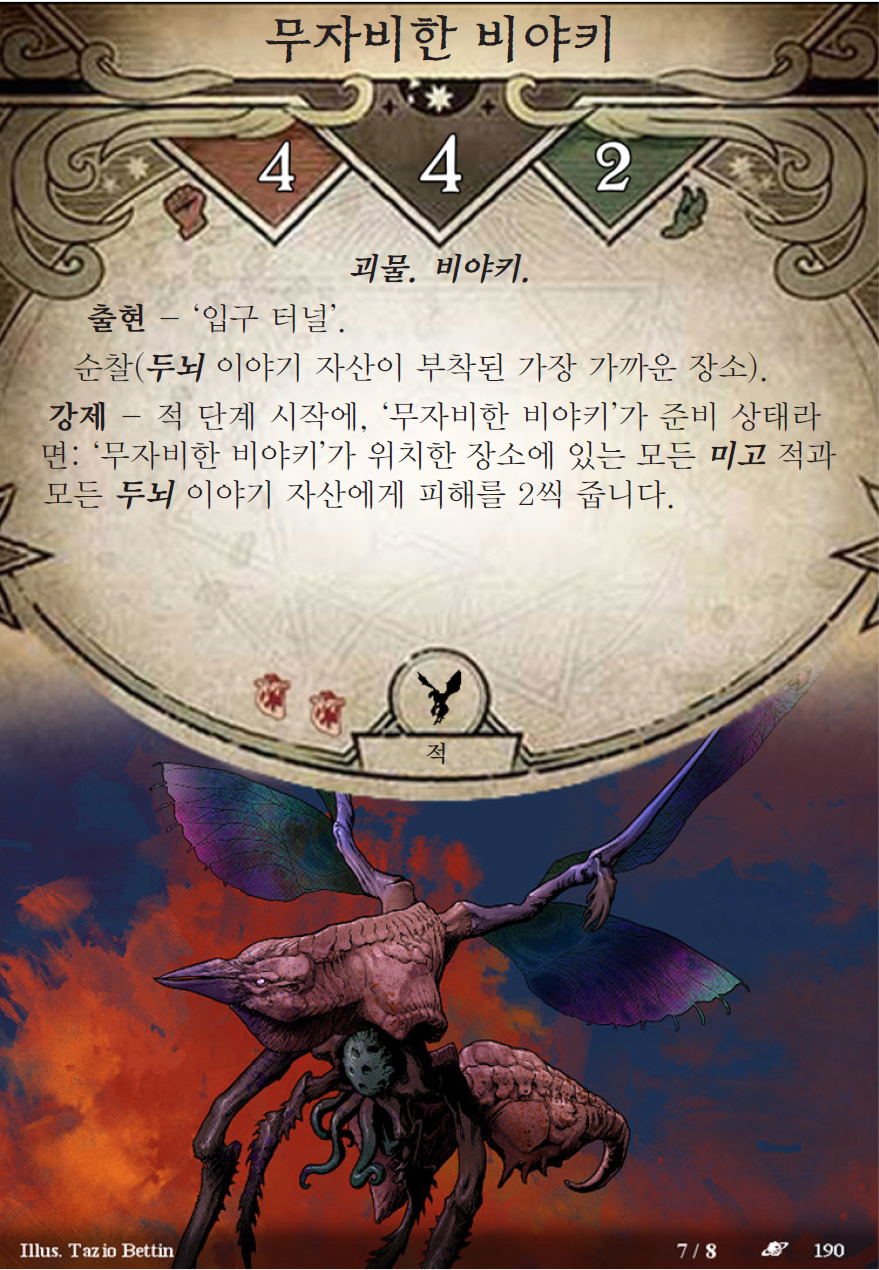 무자비한 비야키
4 4 2
괴물. 비야키.
출현 – ‘입구 터널’.
순찰(두뇌 이야기 자산이 부착된 가장 가까운 장소).
강제 – 적 단계 시작에, ‘무자비한 비야키’가 준비 상태라
면: ‘무자비한 비야키’가 위치한 장소에 있는 모든 미고 적과
모든 두뇌 이야기 자산에게 피해를 2씩 줍니다.
적
Illus. Tazio Bettin 7 / 8 190